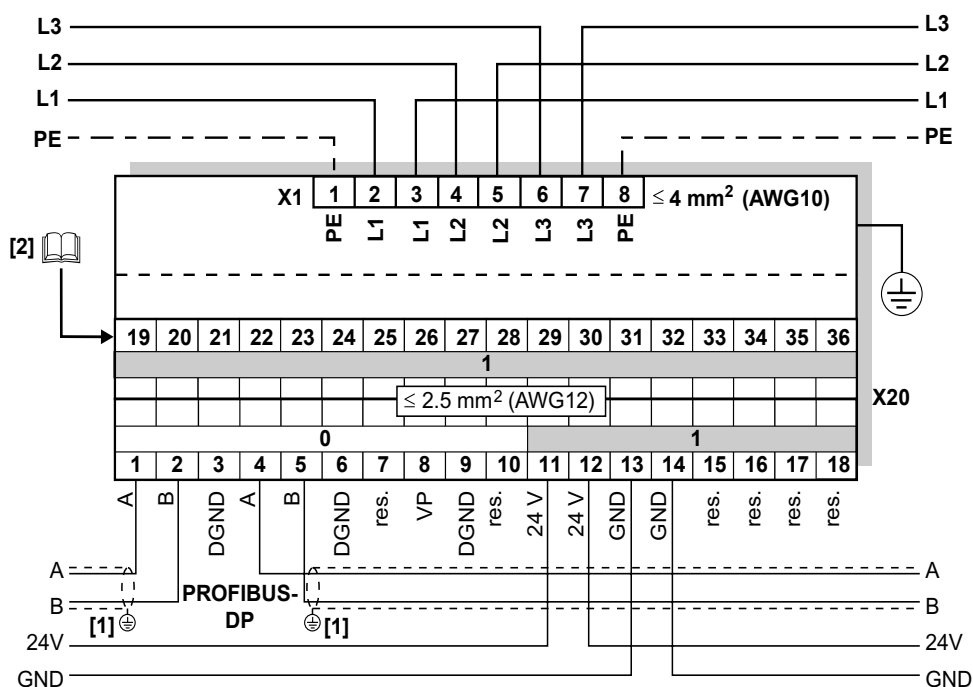 L3 L3
L2 L2
L1 L1
PE PE
X1 1 2 3 4 5 6 7 8 ≤ 4 mm² (AWG10)
PE L1 L1 L2 L2 L3 L3 PE
[2]
19 20 21 22 23 24 25 26 27 28 29 30 31 32 33 34 35 36
1
≤ 2.5 mm² (AWG12) X20
0 1
1 2 3 4 5 6 7 8 9 10 11 12 13 14 15 16 17 18
A B DGND A B DGND res. VP DGND res. 24 V 24 V GND GND res. res. res. res.
A A
PROFIBUS-
B B
DP
[1] [1]
24V 24V
GND GND